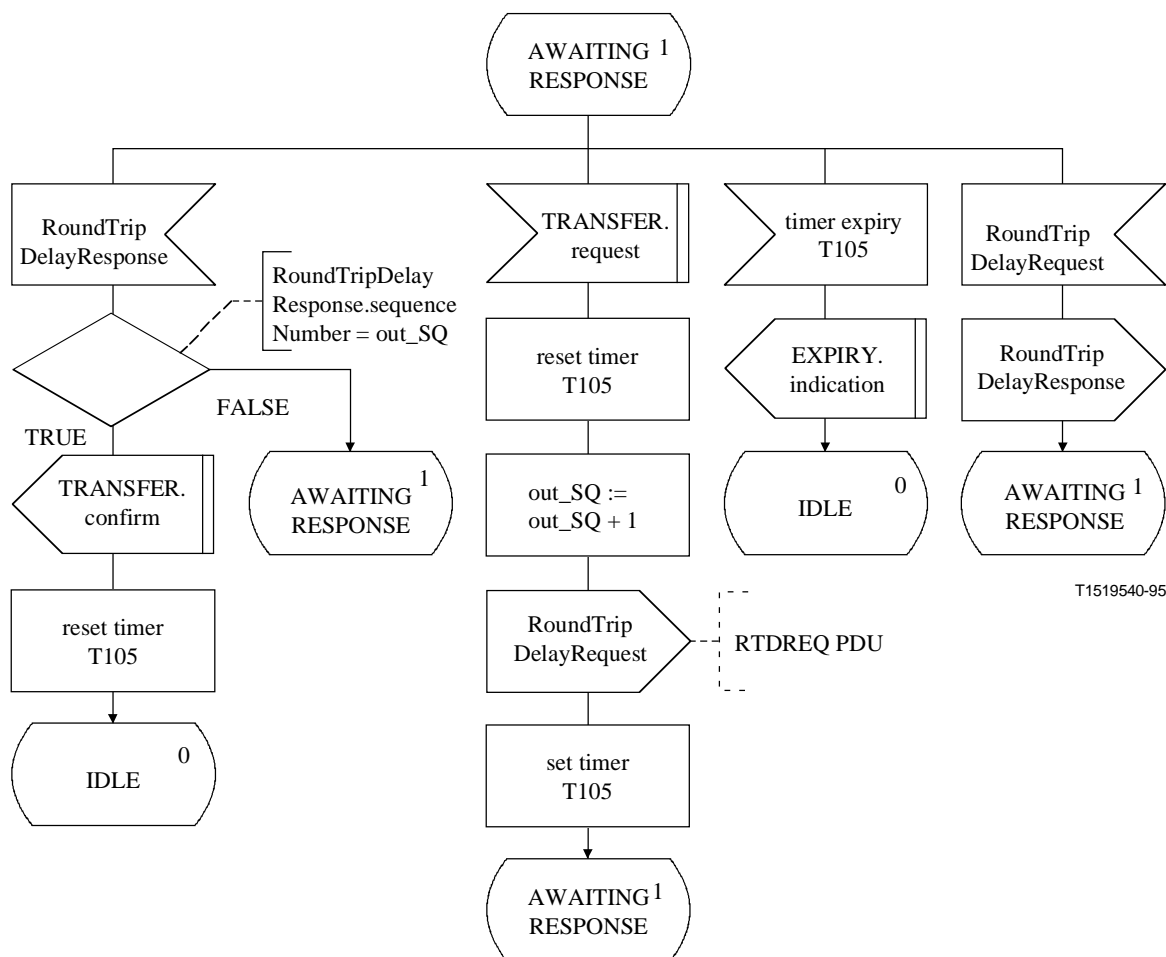 AWAITING 1
RESPONSE
RoundTrip
DelayResponse
RoundTripDelay
Response.sequence
Number = out_SQ
TRUE
FALSE
TRANSFER.
confirm
AWAITING 1
RESPONSE
reset timer
T105
IDLE 0
TRANSFER.
request
reset timer
T105
out_SQ :=
out_SQ + 1
RoundTrip
DelayRequest
RTDREQ PDU
set timer
T105
AWAITING 1
RESPONSE
timer expiry
T105
EXPIRY.
indication
IDLE 0
RoundTrip
DelayRequest
RoundTrip
DelayResponse
AWAITING 1
RESPONSE
T1519540-95